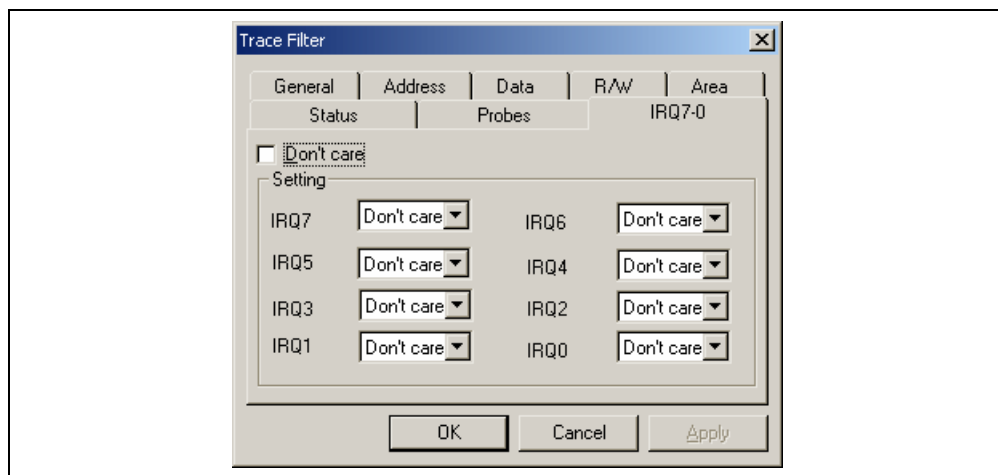 Trace Filter
General Address Data R/W Area
Status Probes IRQ7-0
Don't care
Setting
IRQ7 Don't care IRQ6 Don't care
IRQ5 Don't care IRQ4 Don't care
IRQ3 Don't care IRQ2 Don't care
IRQ1 Don't care IRQ0 Don't care
OK Cancel Apply